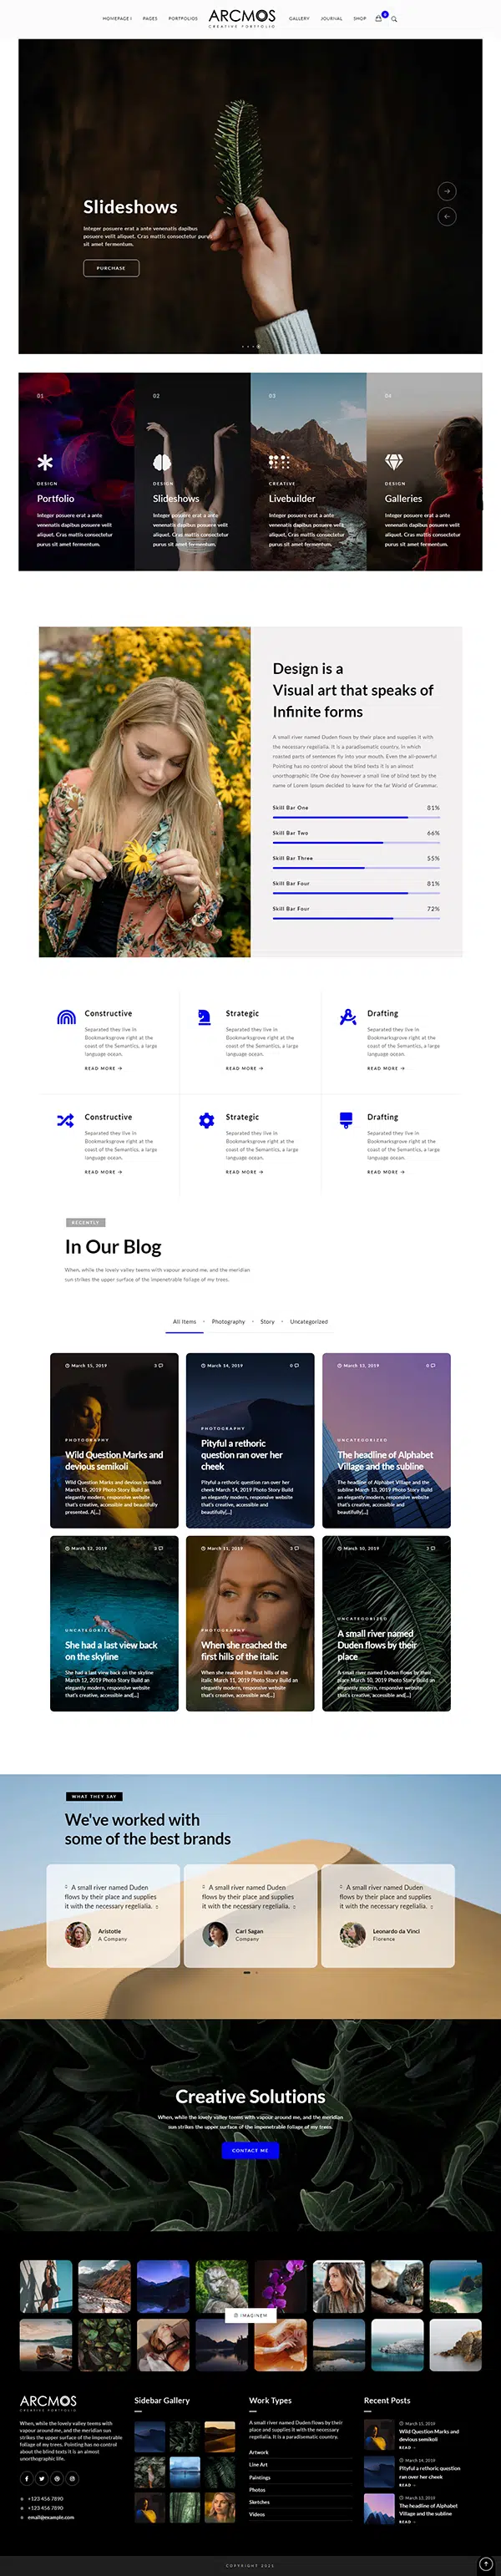 HOMEPAGE 1
PAGES
PORTFOLIOS
ARCMOS
CREATIVE PORTFOLIO
GALLERY
JOURNAL
SHOP
0
Slideshows
Integer posuere erat a ante venenatis dapibus
posuere velit aliquet. Cras mattis consectetur purus
sit amet fermentum.
PURCHASE
01
DESIGN
Portfolio
Integer posuere erat a ante
venenatis dapibus posuere velit
aliquet. Cras mattis consectetur
purus sit amet fermentum.
02
DESIGN
Slideshows
Integer posuere erat a ante
venenatis dapibus posuere velit
aliquet. Cras mattis consectetur
purus sit amet fermentum.
03
CREATIVE
Livebuilder
Integer posuere erat a ante
venenatis dapibus posuere velit
aliquet. Cras mattis consectetur
purus sit amet fermentum.
04
DESIGN
Galleries
Integer posuere erat a ante
venenatis dapibus posuere velit
aliquet. Cras mattis consectetur
purus sit amet fermentum.
Design is a
Visual art that speaks of
Infinite forms
A small river named Duden flows by their place and supplies it with
the necessary regelialia. It is a paradisematic country, in which
roasted parts of sentences fly into your mouth. Even the all-powerful
Pointing has no control about the blind texts it is an almost
unorthographic life One day however a small line of blind text by the
name of Lorem Ipsum decided to leave for the far World of Grammar.
Skill Bar One 81%
Skill Bar Two 66%
Skill Bar Three 55%
Skill Bar Four 81%
Skill Bar Four 72%
Constructive
Separated they live in
Bookmarksgrove right at the
coast of the Semantics, a large
language ocean.
READ MORE →
Strategic
Separated they live in
Bookmarksgrove right at the
coast of the Semantics, a large
language ocean.
READ MORE →
Drafting
Separated they live in
Bookmarksgrove right at the
coast of the Semantics, a large
language ocean.
READ MORE →
Constructive
Separated they live in
Bookmarksgrove right at the
coast of the Semantics, a large
language ocean.
READ MORE →
Strategic
Separated they live in
Bookmarksgrove right at the
coast of the Semantics, a large
language ocean.
READ MORE →
Drafting
Separated they live in
Bookmarksgrove right at the
coast of the Semantics, a large
language ocean.
READ MORE →
RECENTLY
In Our Blog
When, while the lovely valley teems with vapour around me, and the meridian
sun strikes the upper surface of the impenetrable foliage of my trees.
All Items • Photography • Story • Uncategorized
March 15, 2019 3
PHOTOGRAPHY
Wild Question Marks and
devious semikoli
Wild Question Marks and devious semikoli
March 15, 2019 Photo Story Build an
elegantly modern, responsive website
that's creative, accessible and beautifully
presented. A[...]
March 14, 2019 0
PHOTOGRAPHY
Pityful a rethoric
question ran over her
cheek
Pityful a rethoric question ran over her
cheek March 14, 2019 Photo Story Build an
elegantly modern, responsive website
that's creative, accessible and
beautifully[...]
March 13, 2019 0
UNCATEGORIZED
The headline of Alphabet
Village and the subline
The headline of Alphabet Village and the
subline March 13, 2019 Photo Story Build
an elegantly modern, responsive website
that's creative, accessible and
beautifully[...]
March 12, 2019 3
UNCATEGORIZED
She had a last view back
on the skyline
She had a last view back on the skyline
March 12, 2019 Photo Story Build an
elegantly modern, responsive website
that's creative, accessible and[...]
March 11, 2019 3
PHOTOGRAPHY
When she reached the
first hills of the italic
When she reached the first hills of the
italic March 11, 2019 Photo Story Build an
elegantly modern, responsive website
that's creative, accessible and[...]
March 10, 2019 3
UNCATEGORIZED
A small river named
Duden flows by their
place
A small river named Duden flows by their
place March 10, 2019 Photo Story Build an
elegantly modern, responsive website
that's creative, accessible and[...]
WHAT THEY SAY
We've worked with
some of the best brands
A small river named Duden
flows by their place and supplies
it with the necessary regelialia.
Aristotle
A Company
A small river named Duden
flows by their place and supplies
it with the necessary regelialia.
Carl Sagan
Company
A small river named Duden
flows by their place and supplies
it with the necessary regelialia.
Leonardo da Vinci
Florence
Creative Solutions
When, while the lovely valley teems with vapour around me, and the meridian
sun strikes the upper surface of the impenetrable foliage of my trees.
CONTACT ME
IMAGINEW
ARCMOS
CREATIVE PORTFOLIO
When, while the lovely valley teems with
vapour around me, and the meridian sun
strikes the upper surface of the impenetrable
foliage of my trees. Pointing has no control
about the blind texts it is an almost
unorthographic life.
+123 456 7890
+123 456 7890
email@example.com
Sidebar Gallery
Work Types
A small river named Duden flows by their
place and supplies it with the necessary
regelialia. It is a paradisematic country.
Artwork
Line Art
Paintings
Photos
Sketches
Videos
Recent Posts
March 15, 2019
Wild Question Marks and
devious semikoli
READ
March 14, 2019
Pityful a rethoric question
ran over her cheek
READ
March 13, 2019
The headline of Alphabet
Village and the subline
READ
COPYRIGHT 2021